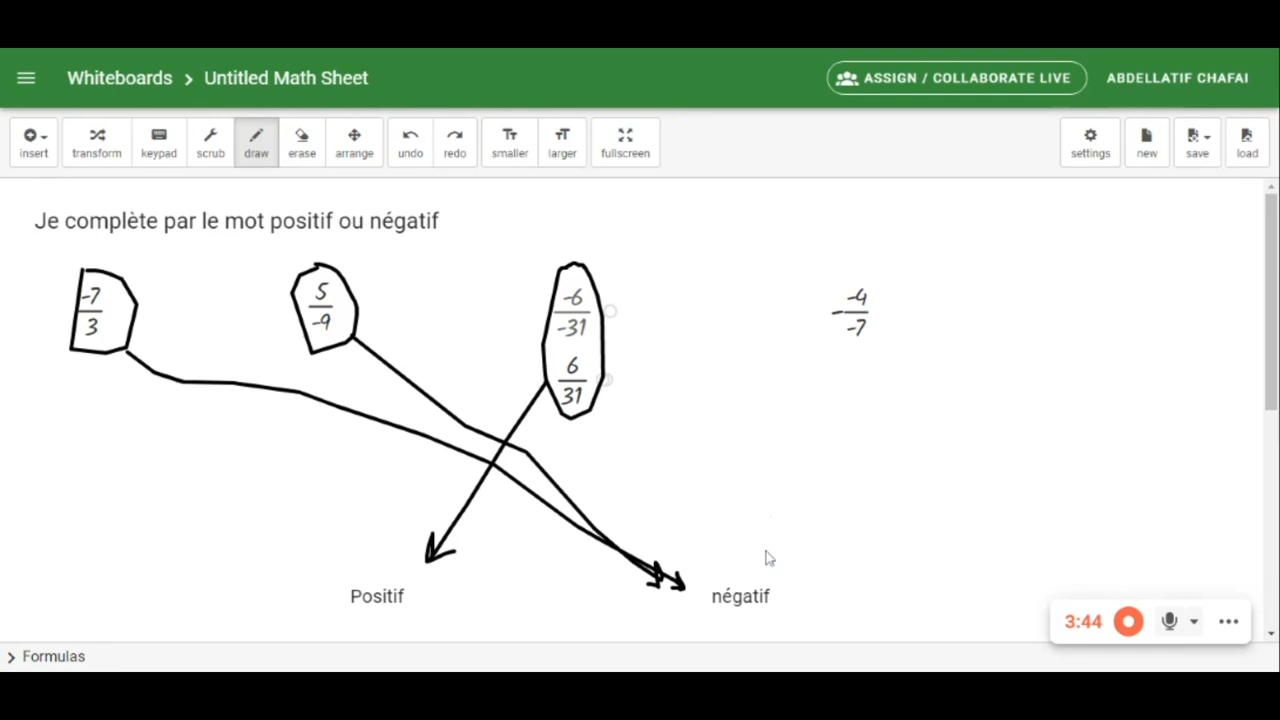 Whiteboards > Untitled Math Sheet
ASSIGN / COLLABORATE LIVE
ABDELLATIF CHAFAI
insert
transform
keypad
scrub
draw
erase
arrange
undo
redo
Tт smaller
тT larger
fullscreen
settings
new
save
load
Je complète par le mot positif ou négatif
-7
3
5
-9
-6
-31
6
31
- -4
-7
Positif
négatif
3:44
Formulas